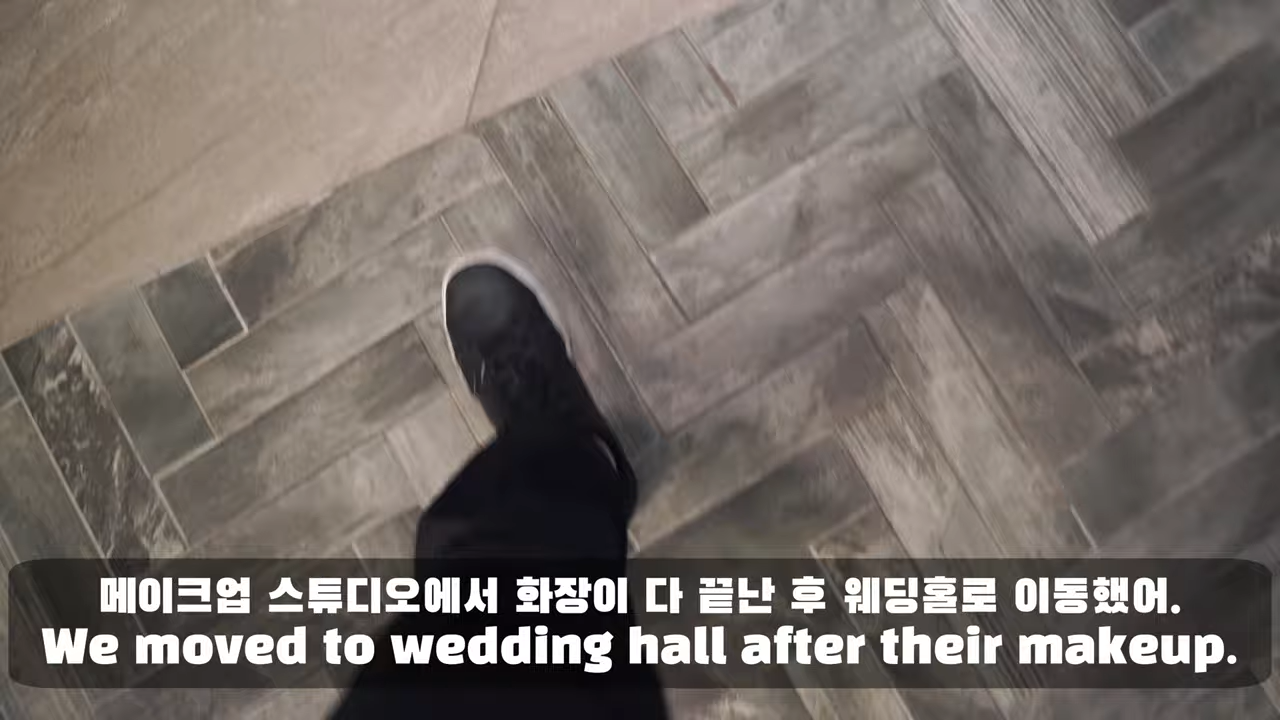 메이크업 스튜디오에서 화장이 다 끝난 후 웨딩홀로 이동했어.
We moved to wedding hall after their makeup.